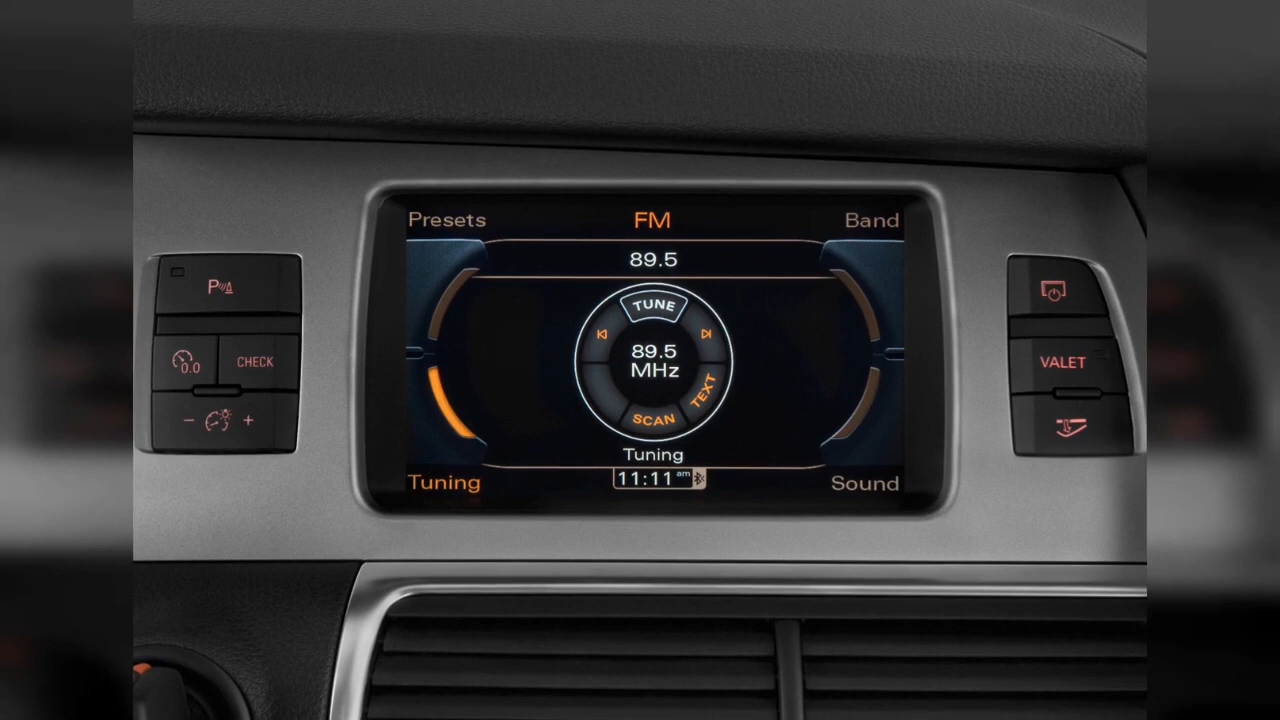 Presets FM Band
89.5
TUNE
89.5
MHz
TEXT
SCAN
Tuning
11:11 am
Tuning Sound
P
0.0 CHECK
- +
VALET